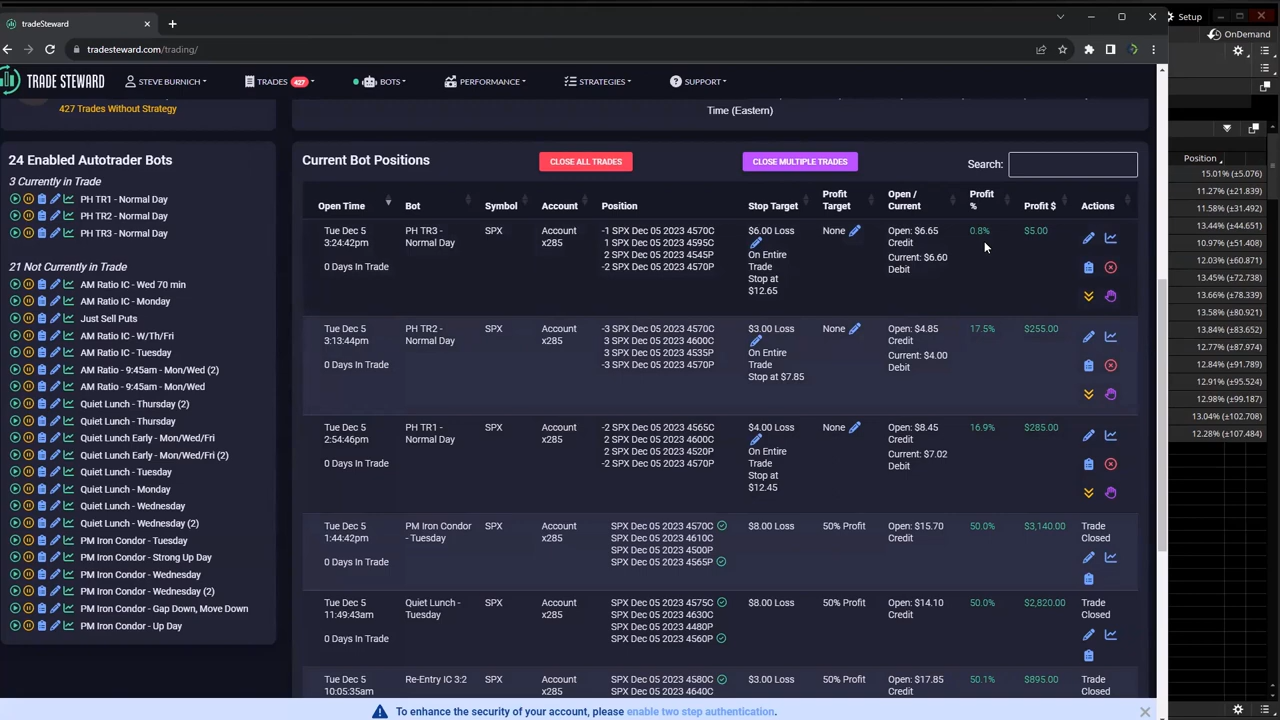 tradeSteward
Setup
OnDemand
tradesteward.com/trading/
TRADE STEWARD
STEVE BURNICH
TRADES 427
BOTS
PERFORMANCE
STRATEGIES
SUPPORT
427 Trades Without Strategy
Time (Eastern)
24 Enabled Autotrader Bots
3 Currently in Trade
PH TR1 - Normal Day
PH TR2 - Normal Day
PH TR3 - Normal Day
21 Not Currently in Trade
AM Ratio IC - Wed 70 min
AM Ratio IC - Monday
Just Sell Puts
AM Ratio IC - W/Th/Fri
AM Ratio IC - Tuesday
AM Ratio - 9:45am - Mon/Wed (2)
AM Ratio - 9:45am - Mon/Wed
Quiet Lunch - Thursday (2)
Quiet Lunch - Thursday
Quiet Lunch Early - Mon/Wed/Fri
Quiet Lunch Early - Mon/Wed/Fri (2)
Quiet Lunch - Tuesday
Quiet Lunch - Monday
Quiet Lunch - Wednesday
Quiet Lunch - Wednesday (2)
PM Iron Condor - Tuesday
PM Iron Condor - Strong Up Day
PM Iron Condor - Wednesday
PM Iron Condor - Wednesday (2)
PM Iron Condor - Gap Down, Move Down
PM Iron Condor - Up Day
Current Bot Positions
CLOSE ALL TRADES
CLOSE MULTIPLE TRADES
Search:
Open Time
Bot
Symbol
Account
Position
Stop Target
Profit
Target
Open /
Current
Profit
%
Profit $
Actions
Tue Dec 5
3:24:42pm
0 Days In Trade
PH TR3 -
Normal Day
SPX
Account
x285
-1 SPX Dec 05 2023 4570C
1 SPX Dec 05 2023 4595C
2 SPX Dec 05 2023 4545P
-2 SPX Dec 05 2023 4570P
$6.00 Loss
On Entire
Trade
Stop at
$12.65
None
Open: $6.65
Credit
Current: $6.60
Debit
0.8%
$5.00
Tue Dec 5
3:13:44pm
0 Days In Trade
PH TR2 -
Normal Day
SPX
Account
x285
-3 SPX Dec 05 2023 4570C
3 SPX Dec 05 2023 4600C
3 SPX Dec 05 2023 4535P
-3 SPX Dec 05 2023 4570P
$3.00 Loss
On Entire
Trade
Stop at $7.85
None
Open: $4.85
Credit
Current: $4.00
Debit
17.5%
$255.00
Tue Dec 5
2:54:46pm
0 Days In Trade
PH TR1 -
Normal Day
SPX
Account
x285
-2 SPX Dec 05 2023 4565C
2 SPX Dec 05 2023 4600C
2 SPX Dec 05 2023 4520P
-2 SPX Dec 05 2023 4570P
$4.00 Loss
On Entire
Trade
Stop at
$12.45
None
Open: $8.45
Credit
Current: $7.02
Debit
16.9%
$285.00
Tue Dec 5
1:44:42pm
0 Days In Trade
PM Iron Condor
- Tuesday
SPX
Account
x285
SPX Dec 05 2023 4570C
SPX Dec 05 2023 4610C
SPX Dec 05 2023 4500P
SPX Dec 05 2023 4565P
$8.00 Loss
50% Profit
Open: $15.70
Credit
50.0%
$3,140.00
Trade
Closed
Tue Dec 5
11:49:43am
0 Days In Trade
Quiet Lunch -
Tuesday
SPX
Account
x285
SPX Dec 05 2023 4575C
SPX Dec 05 2023 4630C
SPX Dec 05 2023 4480P
SPX Dec 05 2023 4560P
$8.00 Loss
50% Profit
Open: $14.10
Credit
50.0%
$2,820.00
Trade
Closed
Tue Dec 5
10:05:35am
Re-Entry IC 3:2
SPX
Account
x285
SPX Dec 05 2023 4580C
SPX Dec 05 2023 4640C
$3.00 Loss
50% Profit
Open: $17.85
Credit
50.1%
$895.00
Trade
Closed
Position
15.01% (±5.076)
11.27% (±21.839)
11.58% (±31.492)
13.44% (±44.651)
10.97% (±51.408)
12.03% (±60.871)
13.45% (±72.738)
13.66% (±78.339)
13.58% (±80.921)
13.84% (±83.652)
12.77% (±87.974)
12.84% (±91.789)
12.91% (±95.524)
12.98% (±99.187)
13.04% (±102.708)
12.28% (±107.484)
To enhance the security of your account, please enable two step authentication.